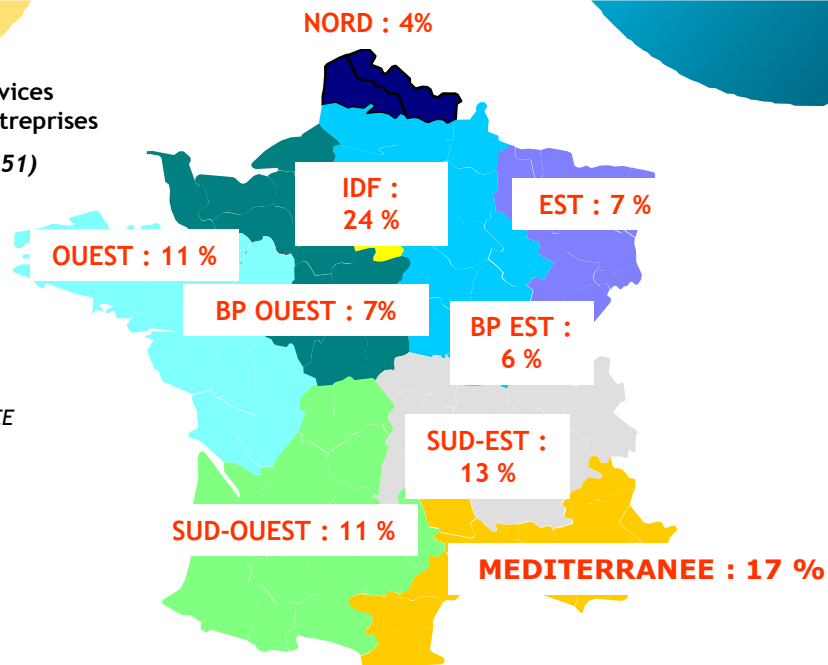 NORD : 4%
vices
treprises
51)
IDF :
24 %
EST : 7 %
OUEST : 11 %
BP OUEST : 7%
BP EST :
6 %
E
SUD-EST :
13 %
SUD-OUEST : 11 %
MEDITERRANEE : 17 %